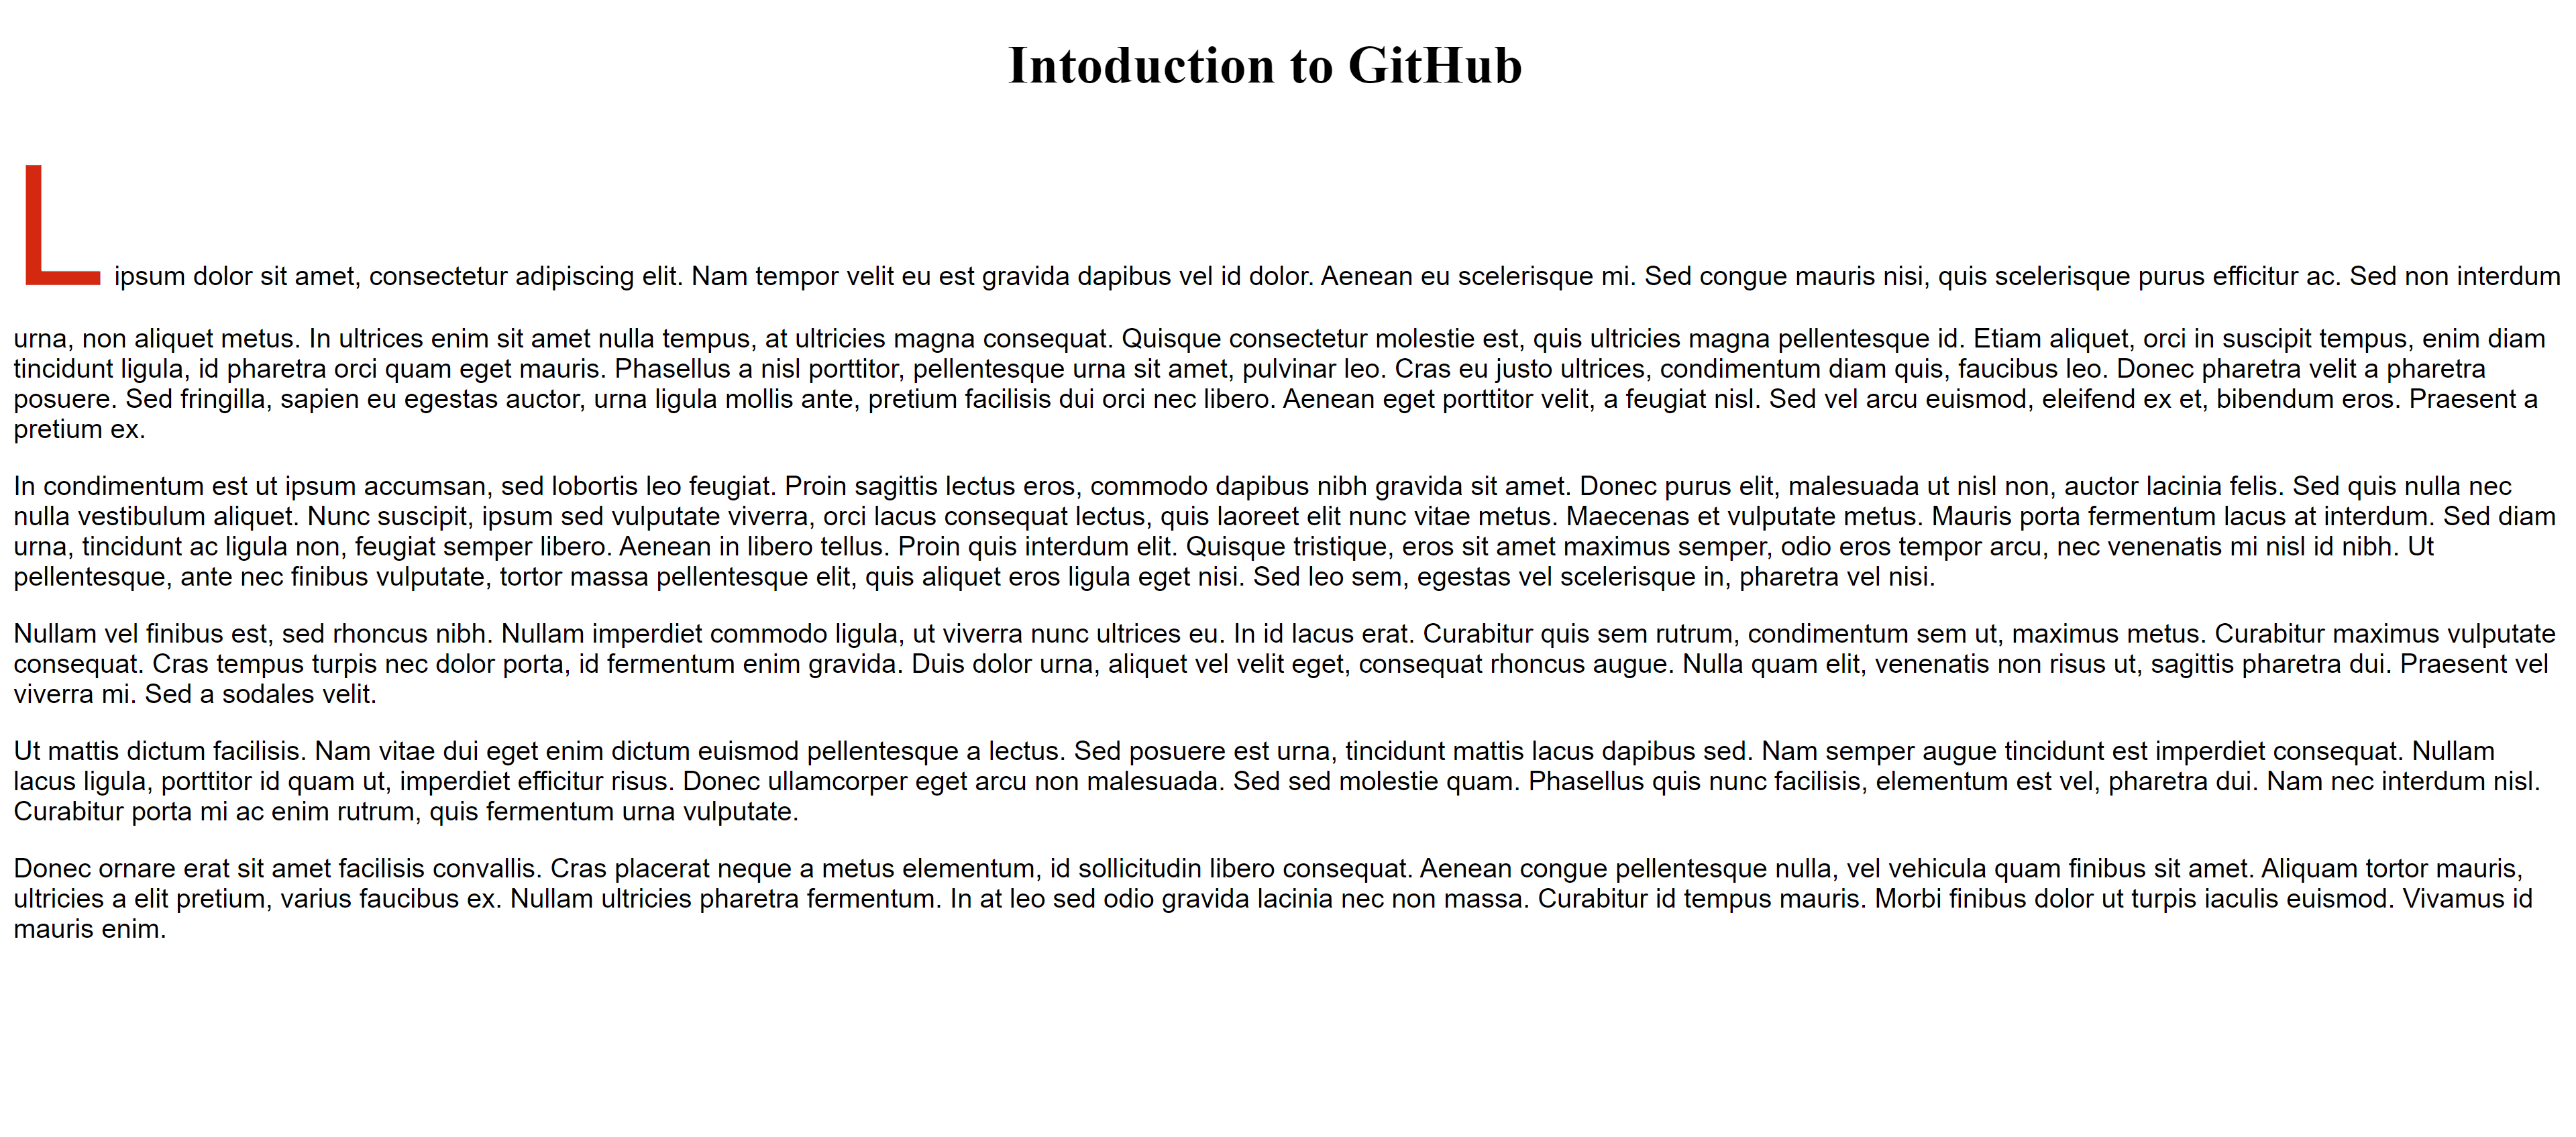 Intoduction to GitHub
L ipsum dolor sit amet, consectetur adipiscing elit. Nam tempor velit eu est gravida dapibus vel id dolor. Aenean eu scelerisque mi. Sed congue mauris nisi, quis scelerisque purus efficitur ac. Sed non interdum
urna, non aliquet metus. In ultrices enim sit amet nulla tempus, at ultricies magna consequat. Quisque consectetur molestie est, quis ultricies magna pellentesque id. Etiam aliquet, orci in suscipit tempus, enim diam
tincidunt ligula, id pharetra orci quam eget mauris. Phasellus a nisl porttitor, pellentesque urna sit amet, pulvinar leo. Cras eu justo ultrices, condimentum diam quis, faucibus leo. Donec pharetra velit a pharetra
posuere. Sed fringilla, sapien eu egestas auctor, urna ligula mollis ante, pretium facilisis dui orci nec libero. Aenean eget porttitor velit, a feugiat nisl. Sed vel arcu euismod, eleifend ex et, bibendum eros. Praesent a
pretium ex.
In condimentum est ut ipsum accumsan, sed lobortis leo feugiat. Proin sagittis lectus eros, commodo dapibus nibh gravida sit amet. Donec purus elit, malesuada ut nisl non, auctor lacinia felis. Sed quis nulla nec
nulla vestibulum aliquet. Nunc suscipit, ipsum sed vulputate viverra, orci lacus consequat lectus, quis laoreet elit nunc vitae metus. Maecenas et vulputate metus. Mauris porta fermentum lacus at interdum. Sed diam
urna, tincidunt ac ligula non, feugiat semper libero. Aenean in libero tellus. Proin quis interdum elit. Quisque tristique, eros sit amet maximus semper, odio eros tempor arcu, nec venenatis mi nisl id nibh. Ut
pellentesque, ante nec finibus vulputate, tortor massa pellentesque elit, quis aliquet eros ligula eget nisi. Sed leo sem, egestas vel scelerisque in, pharetra vel nisi.
Nullam vel finibus est, sed rhoncus nibh. Nullam imperdiet commodo ligula, ut viverra nunc ultrices eu. In id lacus erat. Curabitur quis sem rutrum, condimentum sem ut, maximus metus. Curabitur maximus vulputate
consequat. Cras tempus turpis nec dolor porta, id fermentum enim gravida. Duis dolor urna, aliquet vel velit eget, consequat rhoncus augue. Nulla quam elit, venenatis non risus ut, sagittis pharetra dui. Praesent vel
viverra mi. Sed a sodales velit.
Ut mattis dictum facilisis. Nam vitae dui eget enim dictum euismod pellentesque a lectus. Sed posuere est urna, tincidunt mattis lacus dapibus sed. Nam semper augue tincidunt est imperdiet consequat. Nullam
lacus ligula, porttitor id quam ut, imperdiet efficitur risus. Donec ullamcorper eget arcu non malesuada. Sed sed molestie quam. Phasellus quis nunc facilisis, elementum est vel, pharetra dui. Nam nec interdum nisl.
Curabitur porta mi ac enim rutrum, quis fermentum urna vulputate.
Donec ornare erat sit amet facilisis convallis. Cras placerat neque a metus elementum, id sollicitudin libero consequat. Aenean congue pellentesque nulla, vel vehicula quam finibus sit amet. Aliquam tortor mauris,
ultricies a elit pretium, varius faucibus ex. Nullam ultricies pharetra fermentum. In at leo sed odio gravida lacinia nec non massa. Curabitur id tempus mauris. Morbi finibus dolor ut turpis iaculis euismod. Vivamus id
mauris enim.